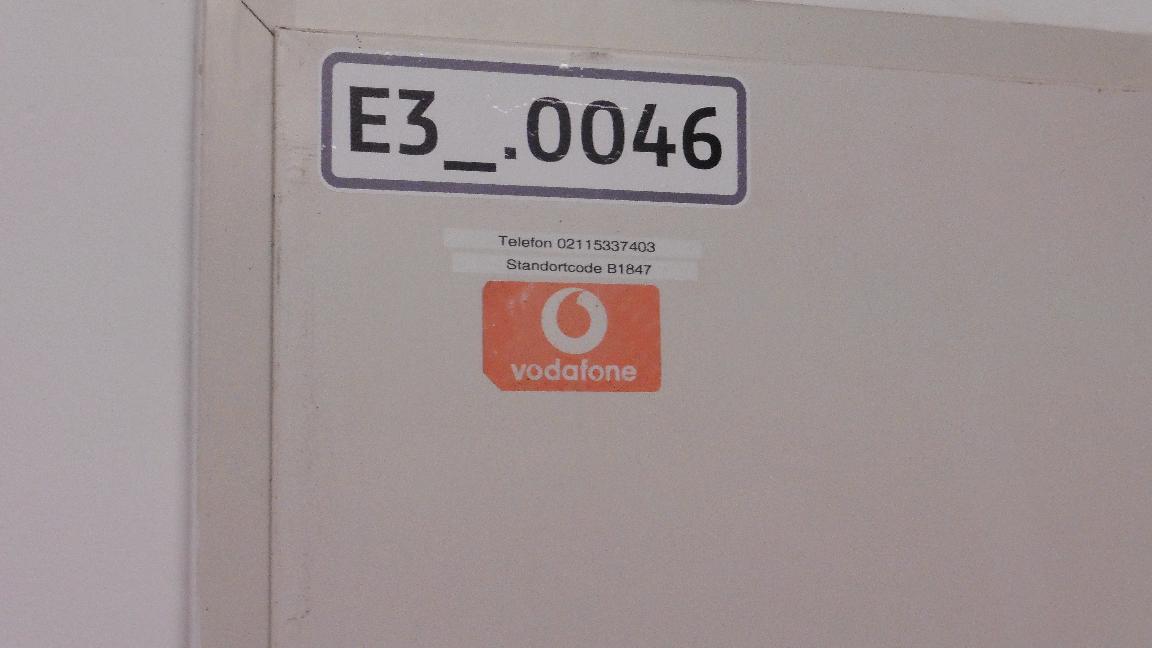 E3_.0046
Telefon 02115337403
Standortcode B1847
vodafone